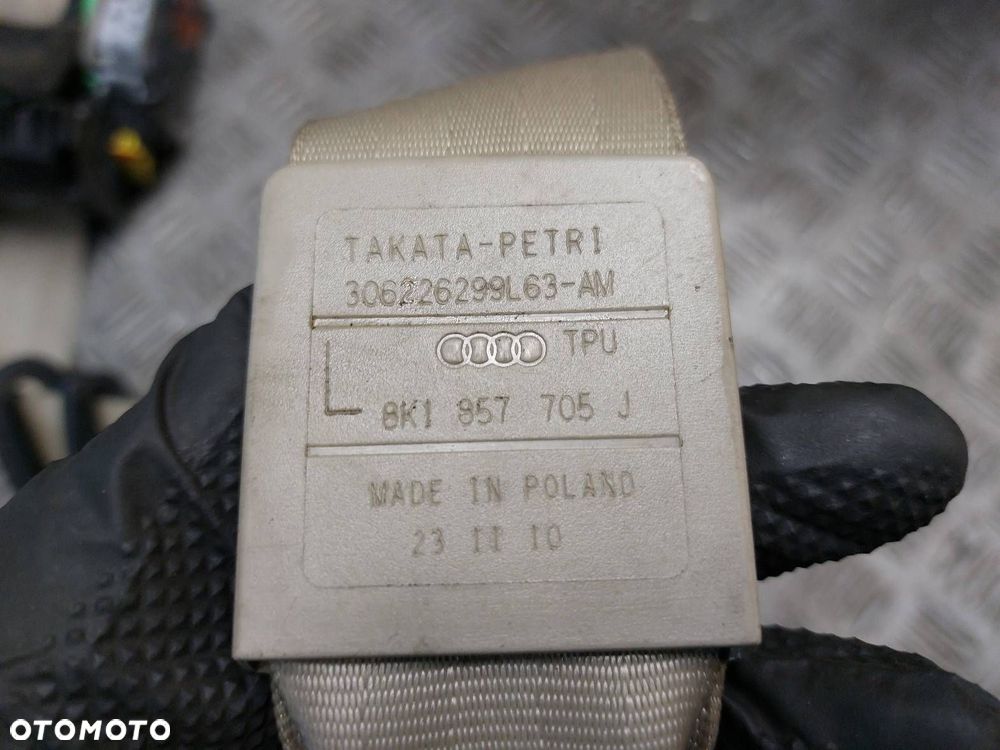 TAKATA-PETRI
306226299L63-AM
TPU
L
8K1 857 705 J
MADE IN POLAND
23 11 10
OTOMOTO